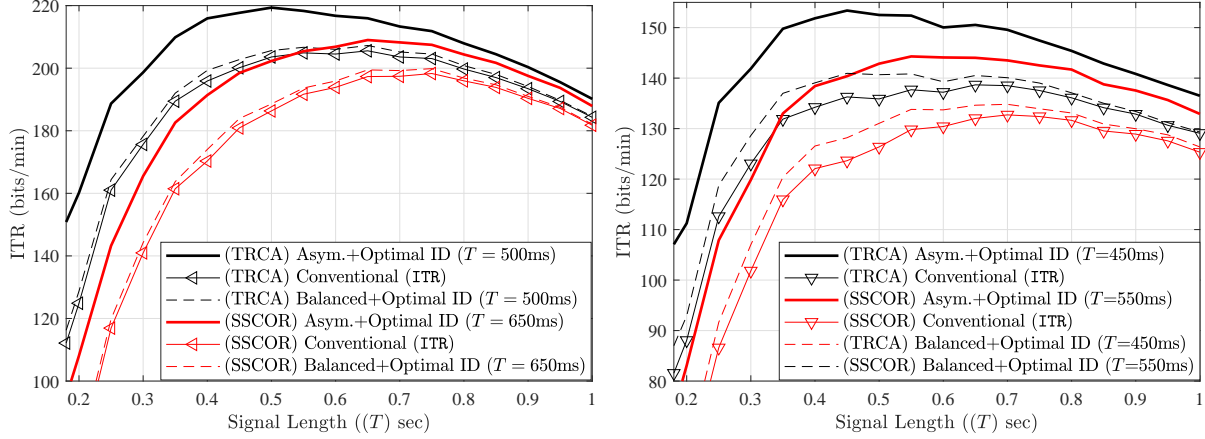 220
200
180
160
140
120
100
ITR (bits/min)
(TRCA) Asym.+Optimal ID (T = 500ms)
(TRCA) Conventional (ITR)
(TRCA) Balanced+Optimal ID (T = 500ms)
(SSCOR) Asym.+Optimal ID (T = 650ms)
(SSCOR) Conventional (ITR)
(SSCOR) Balanced+Optimal ID (T = 650ms)
0.2 0.3 0.4 0.5 0.6 0.7 0.8 0.9 1
Signal Length ((T) sec)
150
140
130
120
110
100
90
80
ITR (bits/min)
(TRCA) Asym.+Optimal ID (T=450ms)
(TRCA) Conventional (ITR)
(SSCOR) Asym.+Optimal ID (T=550ms)
(SSCOR) Conventional (ITR)
(TRCA) Balanced+Optimal ID (T=450ms)
(SSCOR) Balanced+Optimal ID (T=550ms)
0.2 0.3 0.4 0.5 0.6 0.7 0.8 0.9 1
Signal Length ((T) sec)